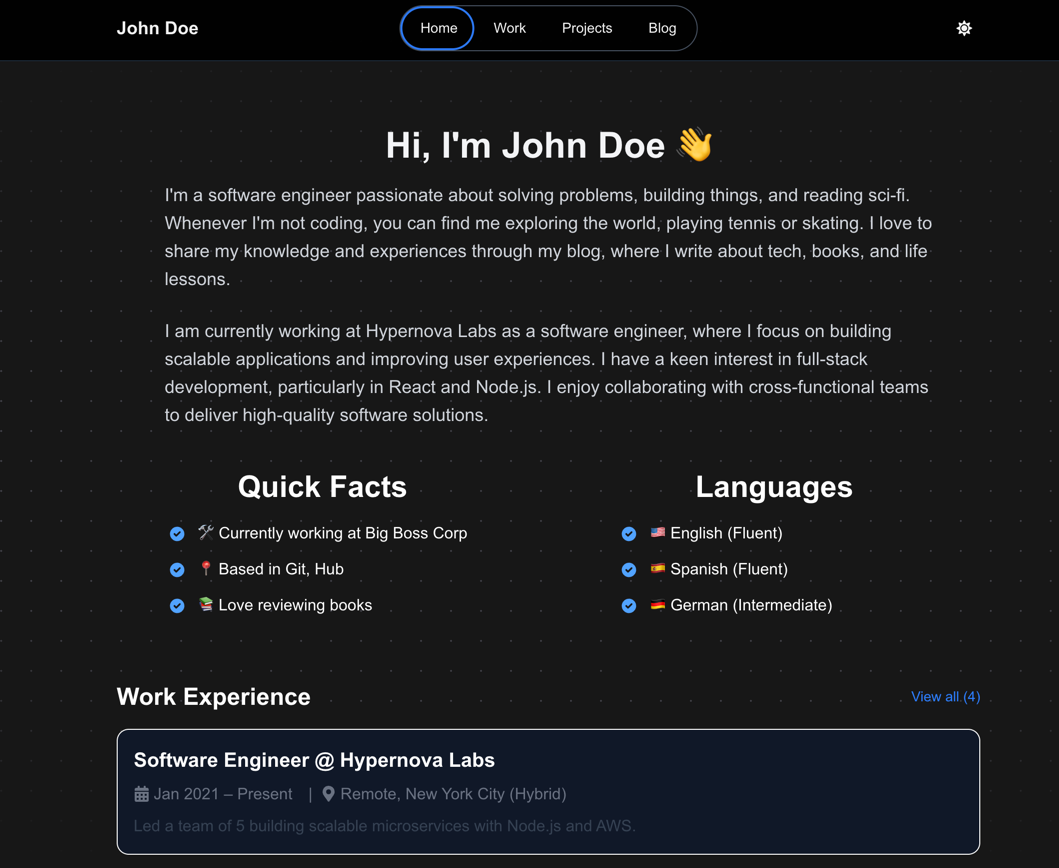 John Doe
Home Work Projects Blog
Hi, I'm John Doe 👋
I'm a software engineer passionate about solving problems, building things, and reading sci-fi.
Whenever I'm not coding, you can find me exploring the world, playing tennis or skating. I love to
share my knowledge and experiences through my blog, where I write about tech, books, and life
lessons.
I am currently working at Hypernova Labs as a software engineer, where I focus on building
scalable applications and improving user experiences. I have a keen interest in full-stack
development, particularly in React and Node.js. I enjoy collaborating with cross-functional teams
to deliver high-quality software solutions.
Quick Facts
🛠 Currently working at Big Boss Corp
📍 Based in Git, Hub
📚 Love reviewing books
Languages
🇺🇸 English (Fluent)
🇪🇸 Spanish (Fluent)
🇩🇪 German (Intermediate)
Work Experience
View all (4)
Software Engineer @ Hypernova Labs
Jan 2021 – Present | Remote, New York City (Hybrid)
Led a team of 5 building scalable microservices with Node.js and AWS.